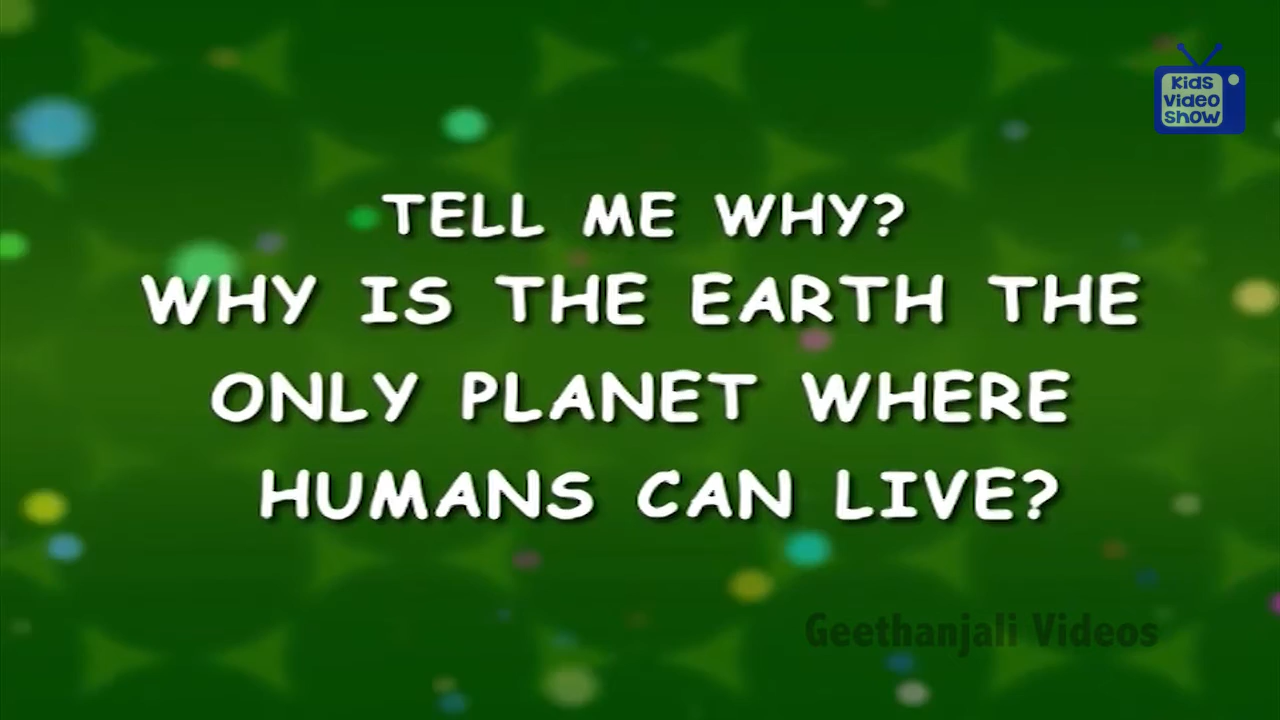 Kids
Video
Show
TELL ME WHY?
WHY IS THE EARTH THE
ONLY PLANET WHERE
HUMANS CAN LIVE?
Geethanjali Videos